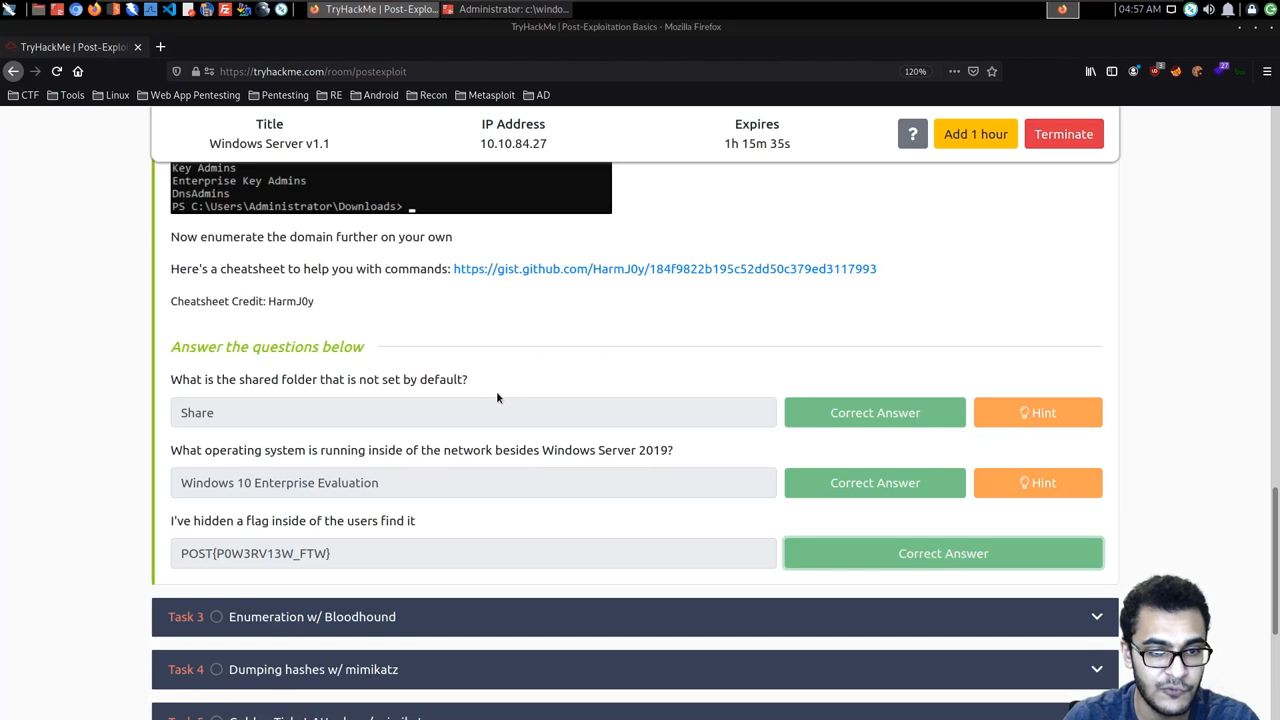 TryHackMe | Post-Explo...
Administrator: c:\windo...
04:57 AM
TryHackMe | Post-Exploitation Basics - Mozilla Firefox
TryHackMe | Post-Exploi
https://tryhackme.com/room/postexploit
120%
3
27
CTF Tools Linux Web App Pentesting Pentesting RE Android Recon Metasploit AD
Title IP Address Expires
Windows Server v1.1 10.10.84.27 1h 15m 35s
? Add 1 hour Terminate
Key Admins
Enterprise Key Admins
DnsAdmins
PS C:\Users\Administrator\Downloads> _
Now enumerate the domain further on your own
Here's a cheatsheet to help you with commands: https://gist.github.com/HarmJ0y/184f9822b195c52dd50c379ed3117993
Cheatsheet Credit: HarmJ0y
Answer the questions below
What is the shared folder that is not set by default?
Share Correct Answer Hint
What operating system is running inside of the network besides Windows Server 2019?
Windows 10 Enterprise Evaluation Correct Answer Hint
I've hidden a flag inside of the users find it
POST{P0W3RV13W_FTW} Correct Answer
Task 3 Enumeration w/ Bloodhound
Task 4 Dumping hashes w/ mimikatz